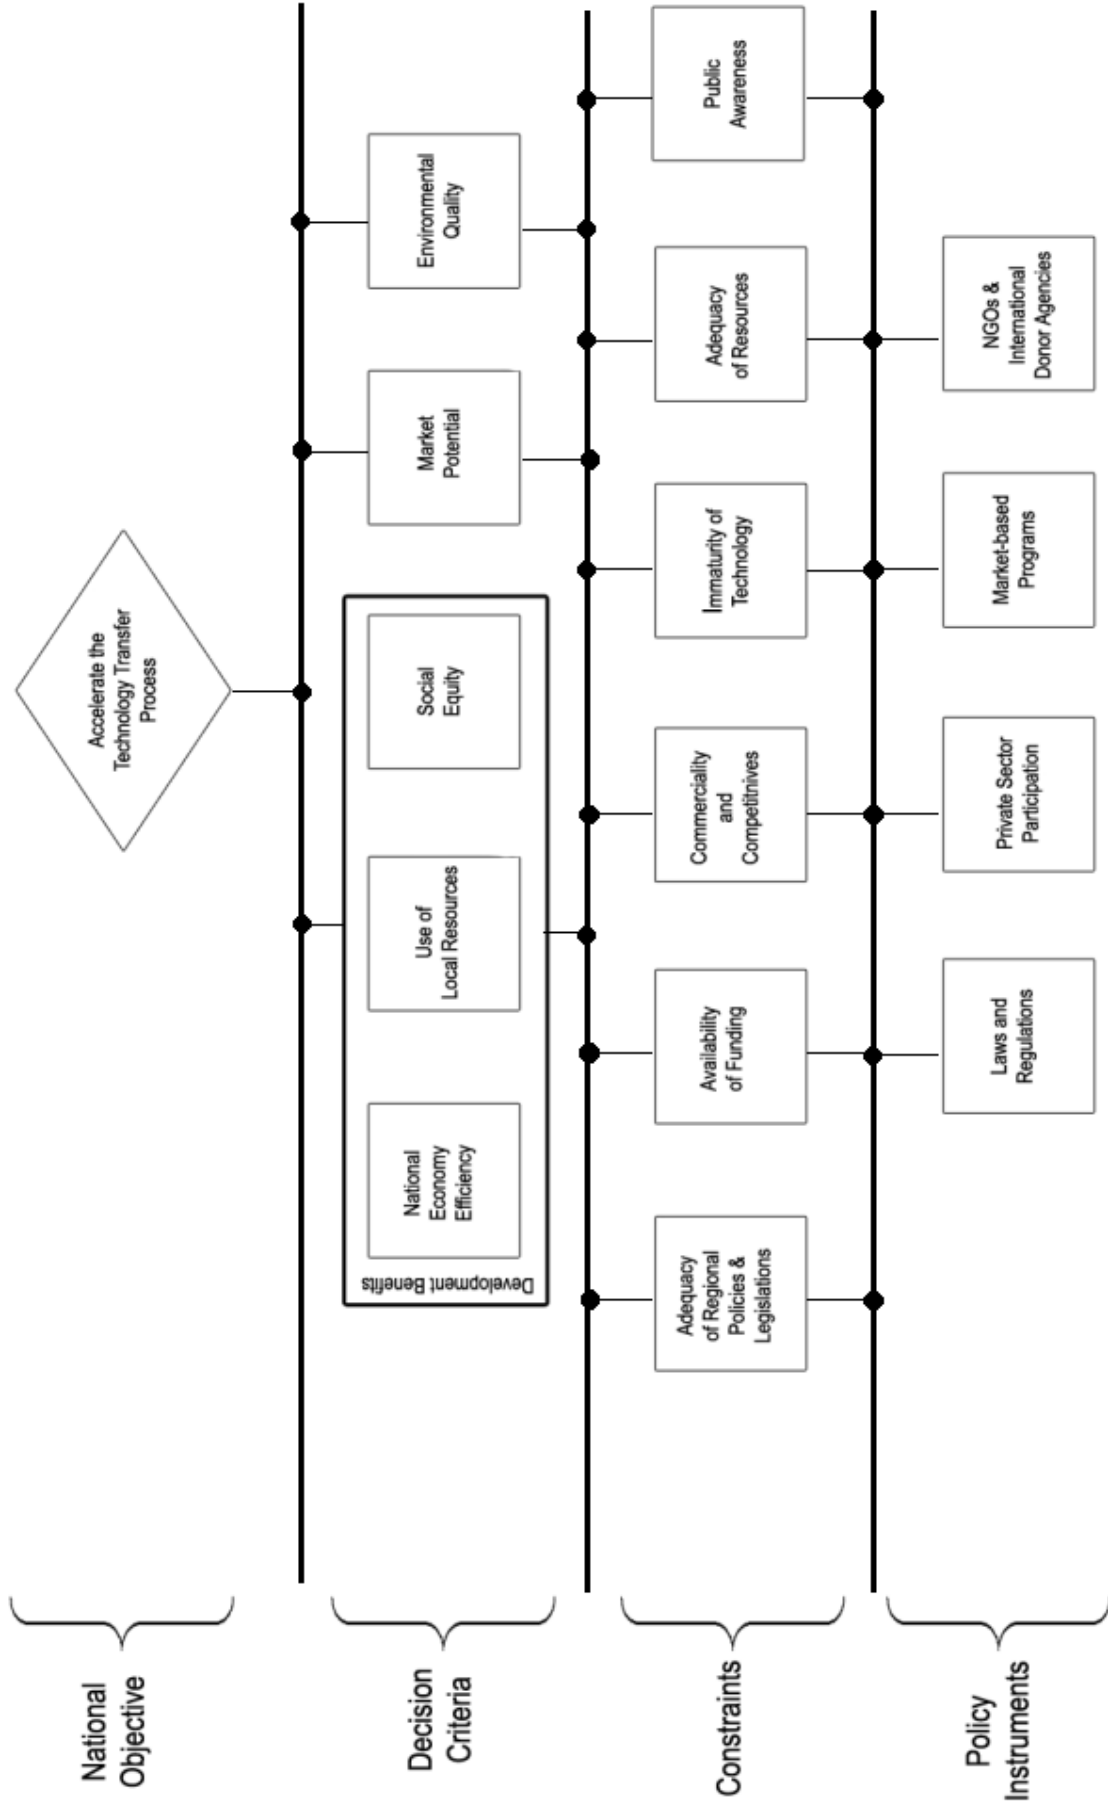 National
Objective
Accelerate the
Technology Transfer
Process
Decision
Criteria
Development Benefits
National
Economy
Efficiency
Use of
Local Resources
Social
Equity
Market
Potential
Environmental
Quality
Constraints
Adequacy
of Regional
Policies &
Legislations
Availability
of Funding
Commerciality
and
Competitnives
Immaturity of
Technology
Adequacy
of Resources
Public
Awareness
Policy
Instruments
Laws and
Regulations
Private Sector
Participation
Market-based
Programs
NGOs &
International
Donor Agencies